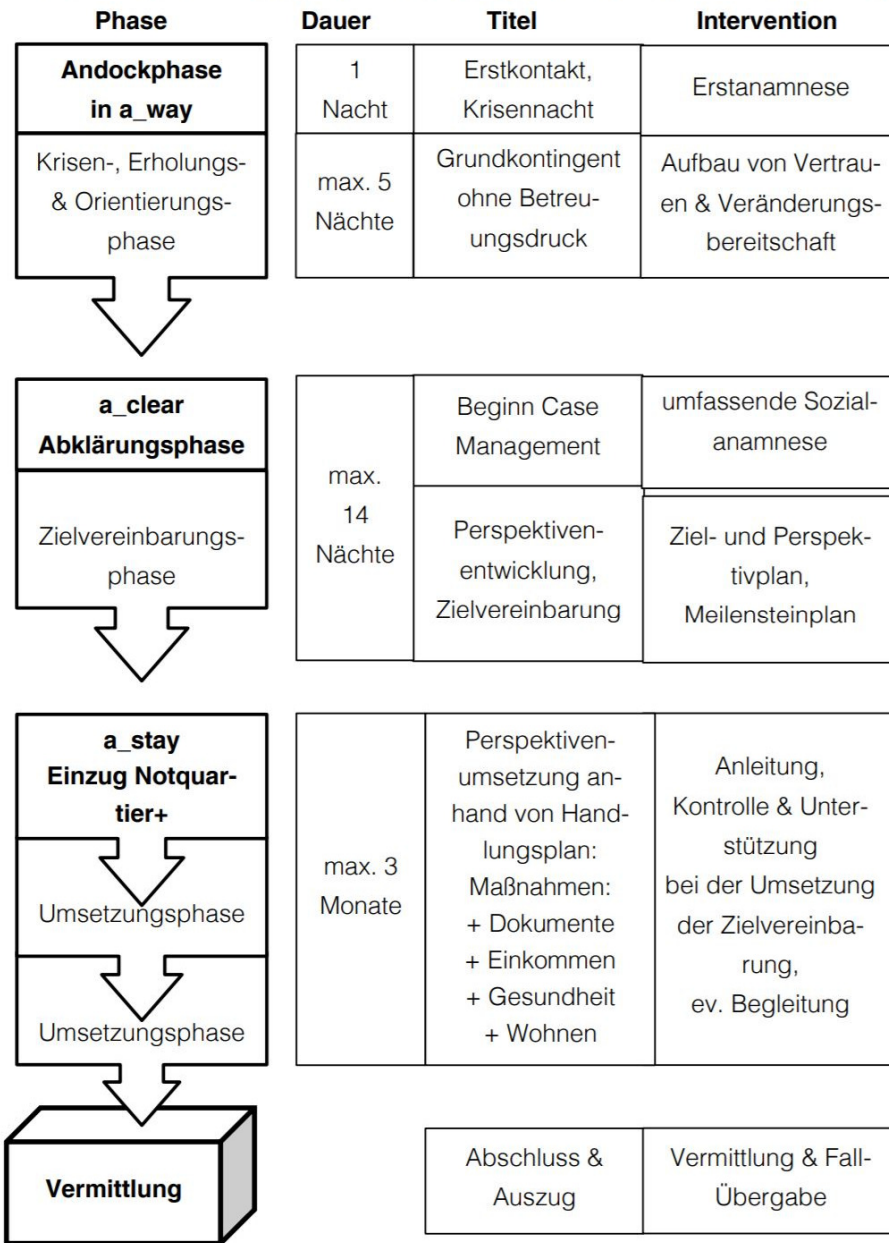 Phase Dauer Titel Intervention
Andockphase
in a_way
1
Nacht
Erstkontakt,
Krisennacht
Erstanamnese
Krisen-, Erholungs-
& Orientierungs-
phase
max. 5
Nächte
Grundkontingent
ohne Betreu-
ungsdruck
Aufbau von Vertrau-
en & Veränderungs-
bereitschaft
a_clear
Abklärungsphase
max.
14
Nächte
Beginn Case
Management
umfassende Sozial-
anamnese
Zielvereinbarungs-
phase
Perspektiven-
entwicklung,
Zielvereinbarung
Ziel- und Perspek-
tivplan,
Meilensteinplan
a_stay
Einzug Notquar-
tier+
Umsetzungsphase
Umsetzungsphase
max. 3
Monate
Perspektiven-
umsetzung an-
hand von Hand-
lungsplan:
Maßnahmen:
+ Dokumente
+ Einkommen
+ Gesundheit
+ Wohnen
Anleitung,
Kontrolle & Unter-
stützung
bei der Umsetzung
der Zielvereinba-
rung,
ev. Begleitung
Vermittlung
Abschluss &
Auszug
Vermittlung & Fall-
Übergabe